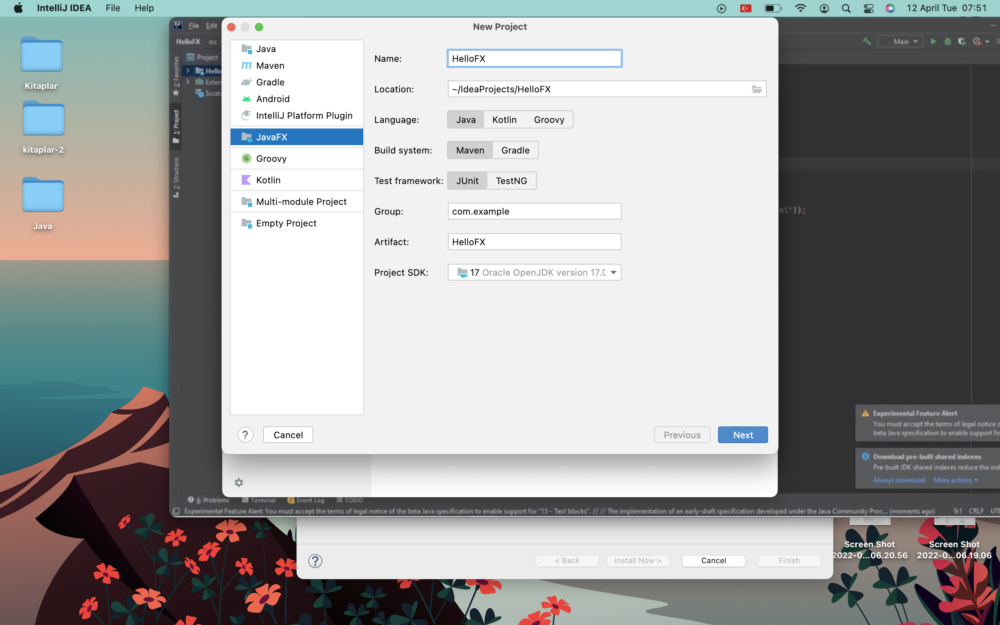 IntelliJ IDEA File Help
12 April Tue 07:51
Kitaplar
kitaplar-2
Java
File Edit
HelloFX src
Main
Project
Hello
2: Favorites
1: Project
7: Structure
New Project
Java
Maven
Gradle
Android
IntelliJ Platform Plugin
JavaFX
Groovy
Kotlin
Multi-module Project
Empty Project
Name: HelloFX
Location: ~/IdeaProjects/HelloFX
Language: Java Kotlin Groovy
Build system: Maven Gradle
Test framework: JUnit TestNG
Group: com.example
Artifact: HelloFX
Project SDK: 17 Oracle OpenJDK version 17.0
? Cancel Previous Next
ml"));
Experimental Feature Alert
You must accept the terms of legal notice
beta Java specification to enable support fo
Download pre-built shared indexes
Pre-built JDK shared indexes reduce the ind
Always download More actions
6: Problems Terminal 2 Event Log TODO
Experimental Feature Alert: You must accept the terms of legal notice of the beta Java specification to enable support for "15 - Text blocks". // // The implementation of an early-draft specification developed under the Java Community Proc... (moments ago) 9:1 CRLF UTF
? < Back Install Now > Cancel Finish
Screen Shot
2022-0...06.20.56
Screen Shot
2022-0...06.19.06